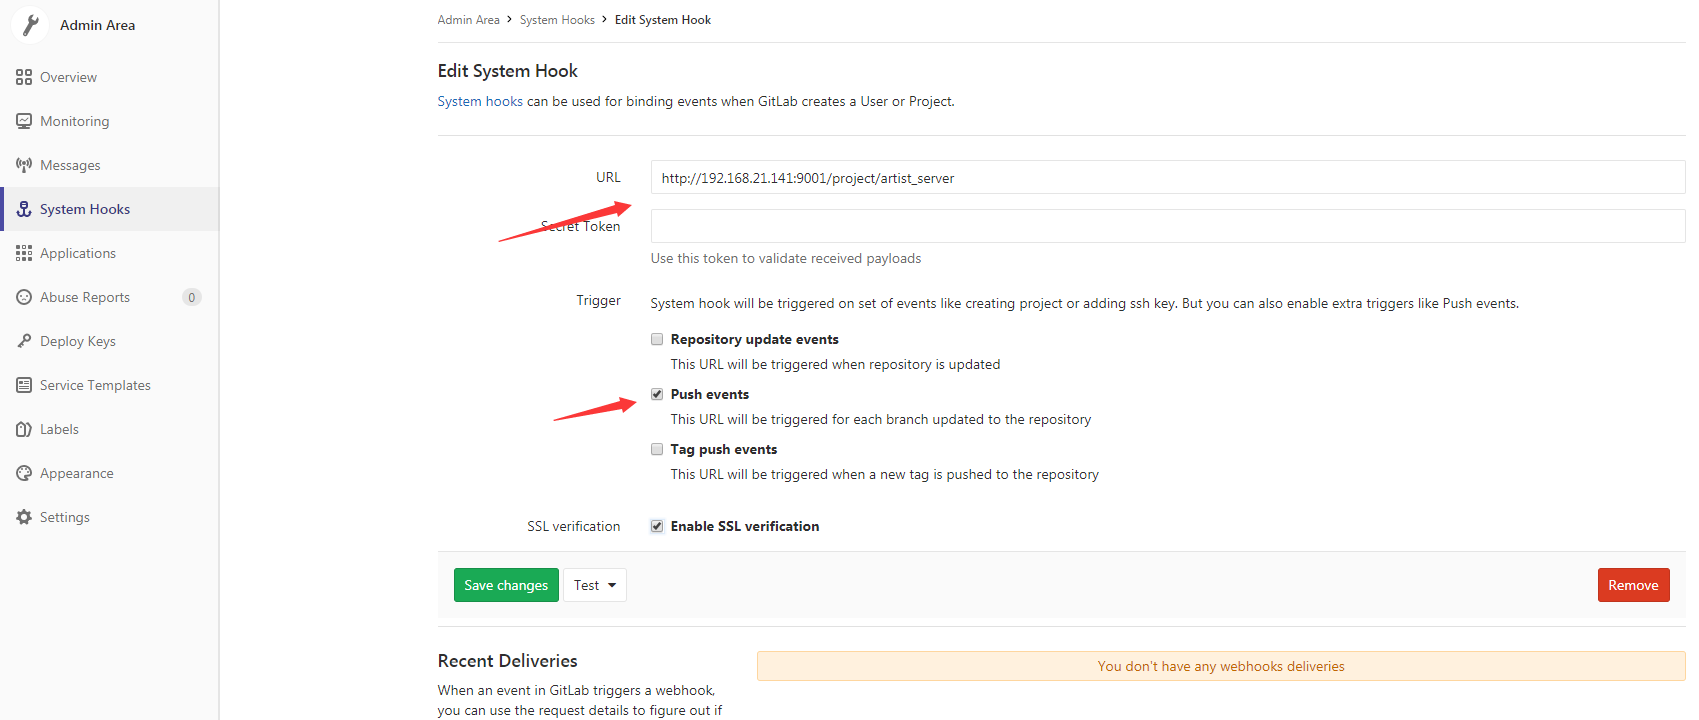 Admin Area
Overview
Monitoring
Messages
System Hooks
Applications
Abuse Reports 0
Deploy Keys
Service Templates
Labels
Appearance
Settings
Admin Area > System Hooks > Edit System Hook
Edit System Hook
System hooks can be used for binding events when GitLab creates a User or Project.
URL http://192.168.21.141:9001/project/artist_server
Secret Token
Use this token to validate received payloads
Trigger System hook will be triggered on set of events like creating project or adding ssh key. But you can also enable extra triggers like Push events.
Repository update events
This URL will be triggered when repository is updated
Push events
This URL will be triggered for each branch updated to the repository
Tag push events
This URL will be triggered when a new tag is pushed to the repository
SSL verification Enable SSL verification
Save changes Test Remove
Recent Deliveries You don't have any webhooks deliveries
When an event in GitLab triggers a webhook,
you can use the request details to figure out if